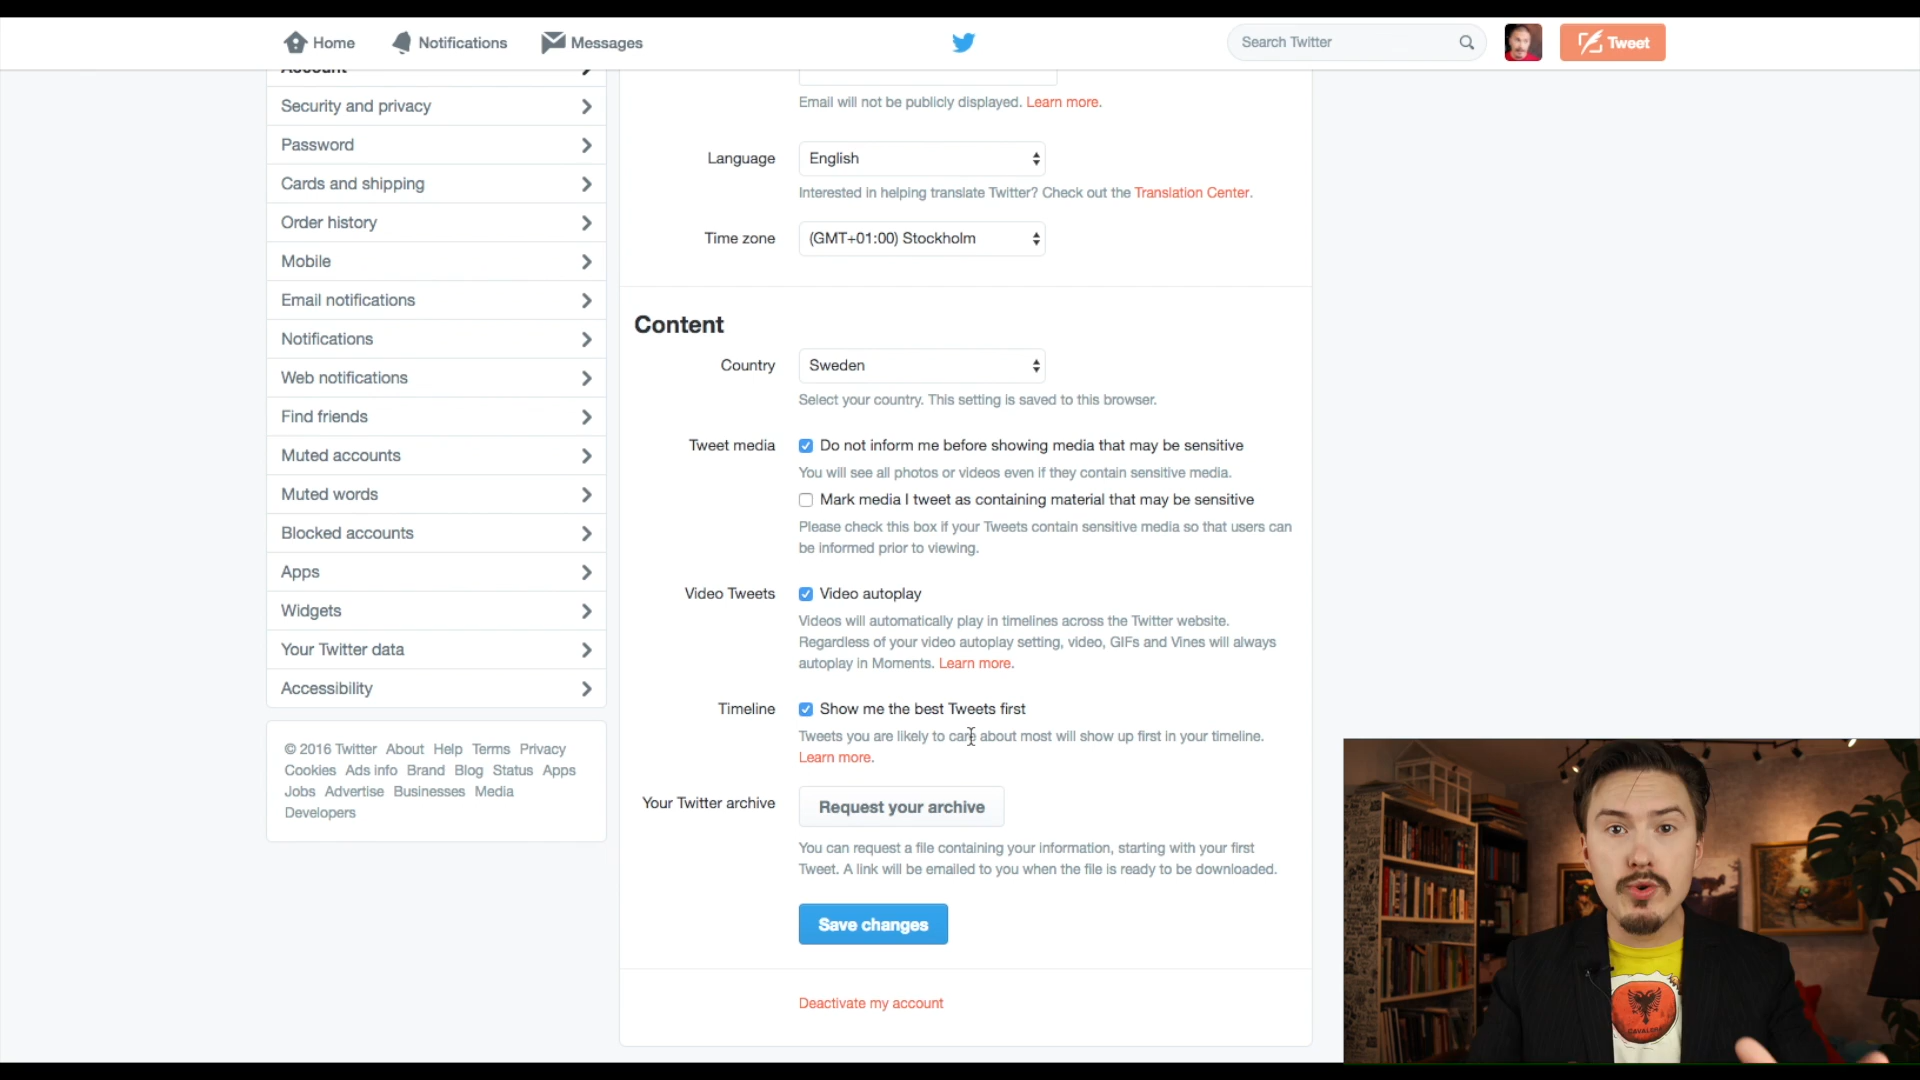 Home
Notifications
Messages
Search Twitter
Tweet
Account
Security and privacy
Password
Cards and shipping
Order history
Mobile
Email notifications
Notifications
Web notifications
Find friends
Muted accounts
Muted words
Blocked accounts
Apps
Widgets
Your Twitter data
Accessibility
© 2016 Twitter About Help Terms Privacy
Cookies Ads info Brand Blog Status Apps
Jobs Advertise Businesses Media
Developers
Email will not be publicly displayed. Learn more.
Language English
Interested in helping translate Twitter? Check out the Translation Center.
Time zone (GMT+01:00) Stockholm
Content
Country Sweden
Select your country. This setting is saved to this browser.
Tweet media Do not inform me before showing media that may be sensitive
You will see all photos or videos even if they contain sensitive media.
Mark media I tweet as containing material that may be sensitive
Please check this box if your Tweets contain sensitive media so that users can
be informed prior to viewing.
Video Tweets Video autoplay
Videos will automatically play in timelines across the Twitter website.
Regardless of your video autoplay setting, video, GIFs and Vines will always
autoplay in Moments. Learn more.
Timeline Show me the best Tweets first
Tweets you are likely to care about most will show up first in your timeline.
Learn more.
Your Twitter archive Request your archive
You can request a file containing your information, starting with your first
Tweet. A link will be emailed to you when the file is ready to be downloaded.
Save changes
Deactivate my account